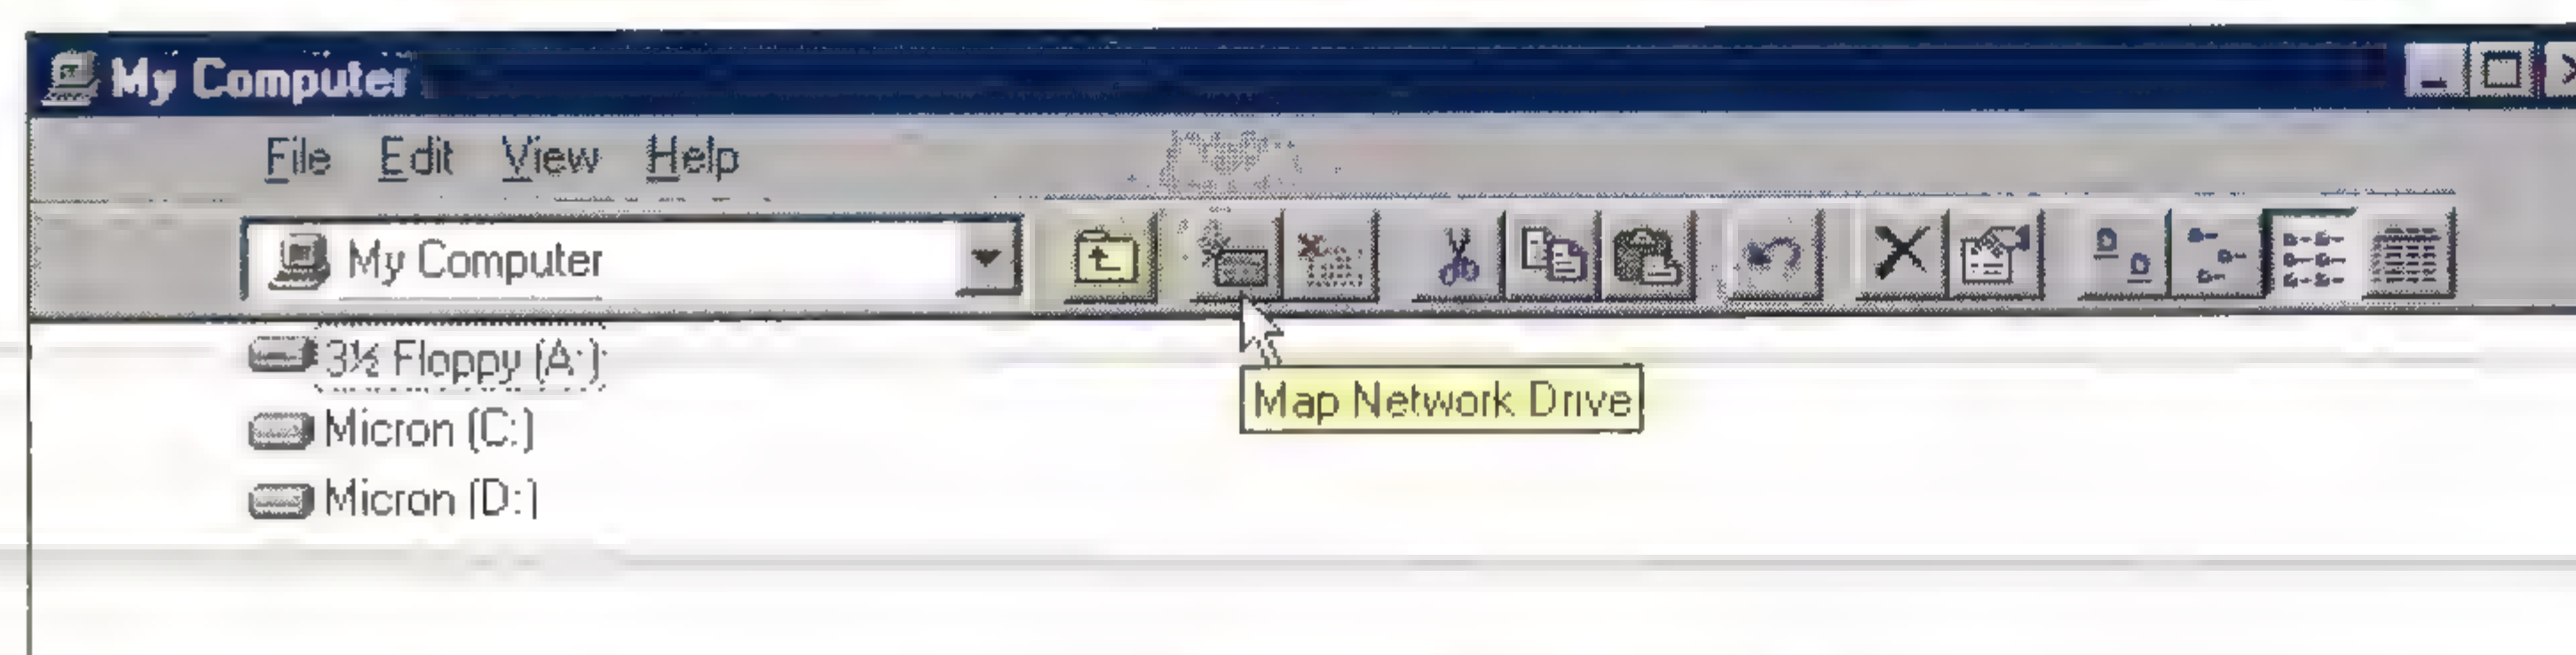 My Computer
File Edit View Help
My Computer
3½ Floppy (A:)
Map Network Drive
Micron (C:)
Micron (D:)